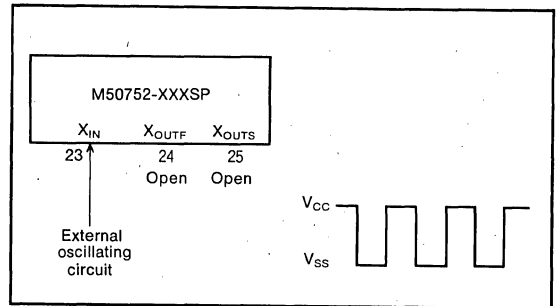 M50752-XXXSP
XIN XOUTF XOUTS
23 24 25
Open Open
External
oscillating
circuit
VCC
VSS